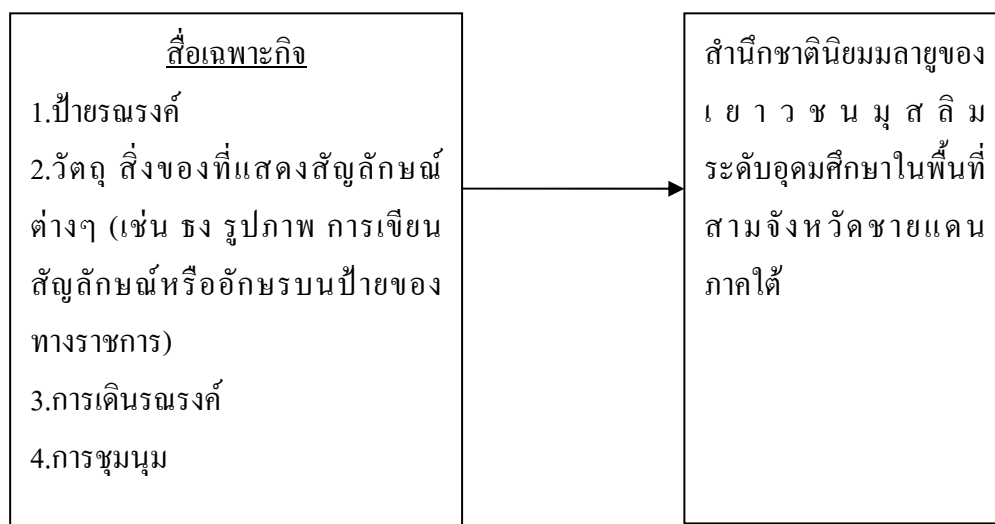 สื่อเฉพาะกิจ
1.ป้ายรณรงค์
2.วัตถุ สิ่งของที่แสดงสัญลักษณ์
ต่างๆ (เช่น ธง รูปภาพ การเขียน
สัญลักษณ์หรืออักษรบนป้ายของ
ทางราชการ)
3.การเดินรณรงค์
4.การชุมนุม
สำนึกชาตินิยมมลายูของ
เยาวชนมุสลิม
ระดับอุดมศึกษาในพื้นที่
สามจังหวัดชายแดน
ภาคใต้